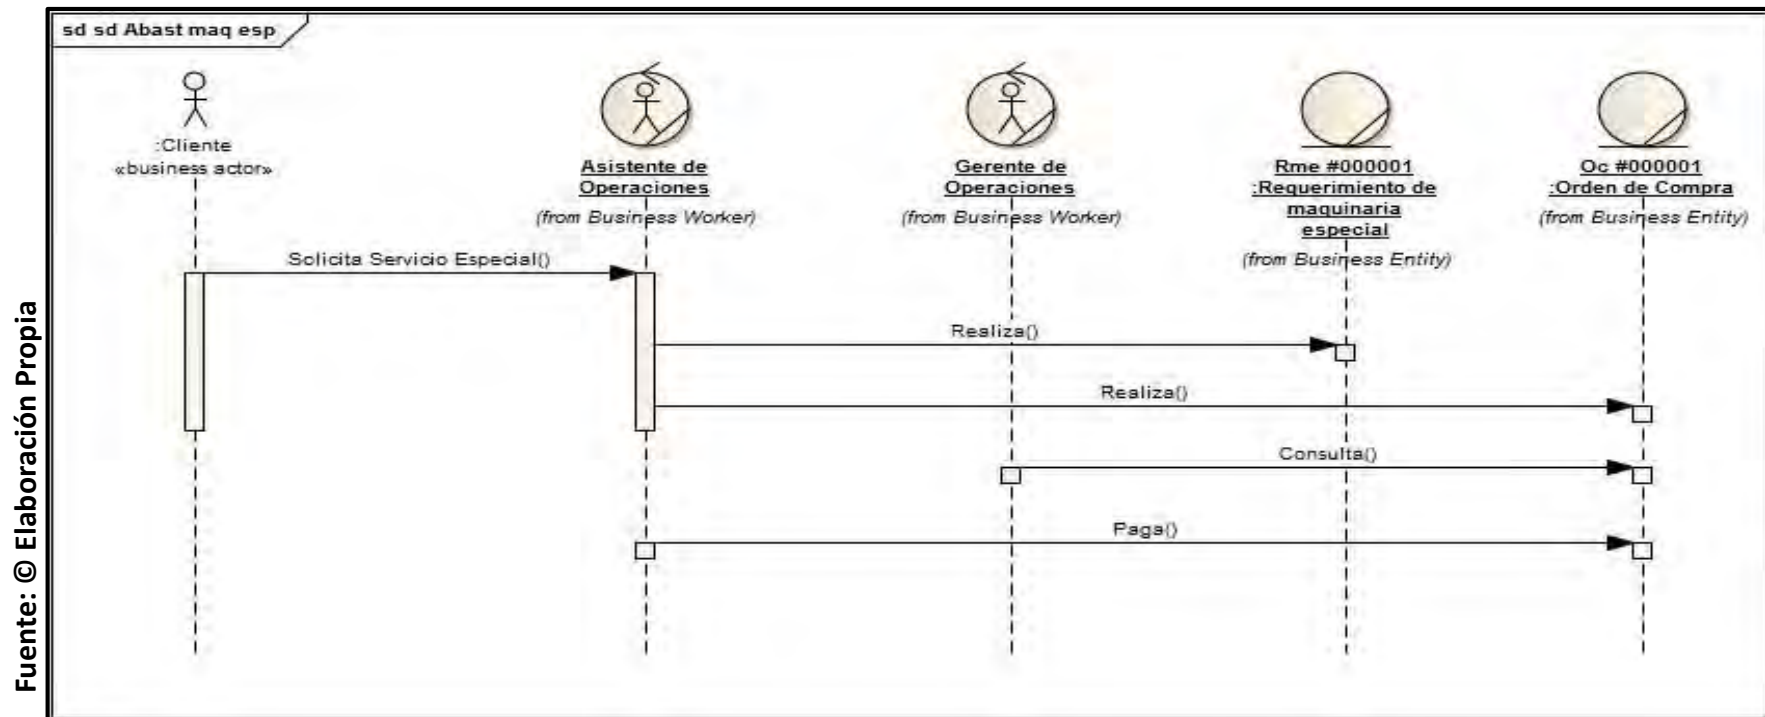 sd sd Abast maq esp
:Cliente
«business actor»
Asistente de
Operaciones
(from Business Worker)
Gerente de
Operaciones
(from Business Worker)
Rme #000001
:Requerimiento de
maquinaria
especial
(from Business Entity)
Oc #000001
:Orden de Compra
(from Business Entity)
Solicita Servicio Especial()
Realiza()
Realiza()
Consulta()
Paga()
Fuente: © Elaboración Propia